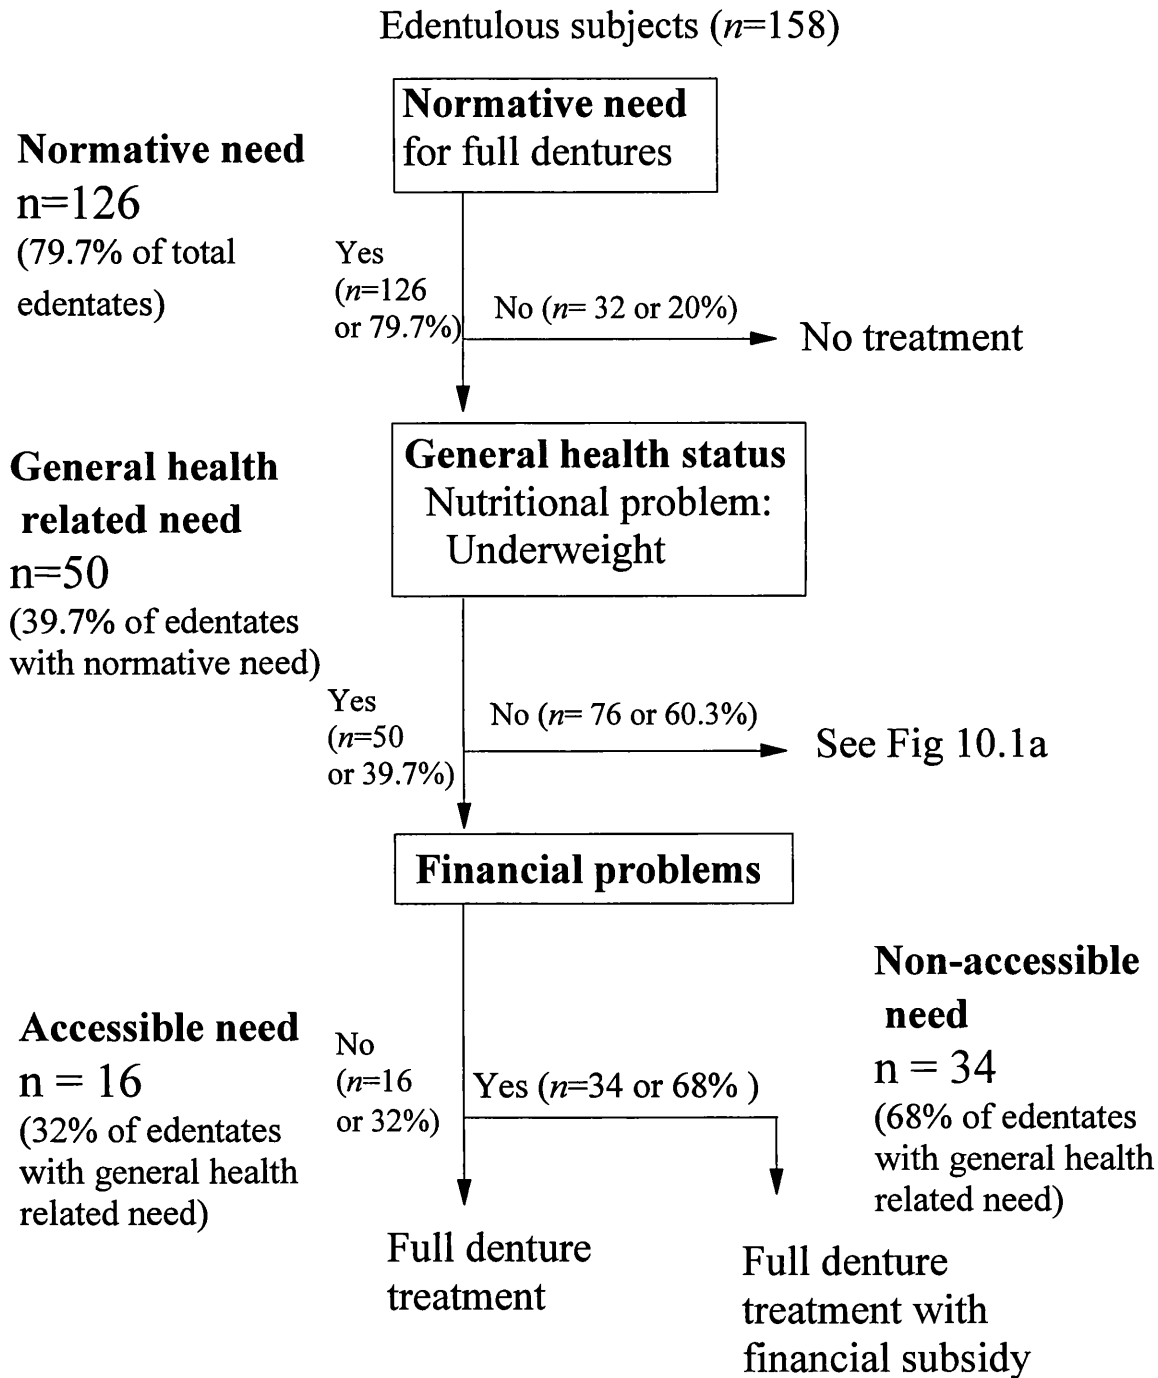 Edentulous subjects (n=158)
Normative need
for full dentures
Normative need
n=126
(79.7% of total
edentates)
Yes
(n=126
or 79.7%)
No (n= 32 or 20%)
No treatment
General health status
Nutritional problem:
Underweight
General health
related need
n=50
(39.7% of edentates
with normative need)
Yes
(n=50
or 39.7%)
No (n= 76 or 60.3%)
See Fig 10.1a
Financial problems
Accessible need
n = 16
(32% of edentates
with general health
related need)
No
(n=16
or 32%)
Yes (n=34 or 68% )
Non-accessible
need
n = 34
(68% of edentates
with general health
related need)
Full denture
treatment
Full denture
treatment with
financial subsidy